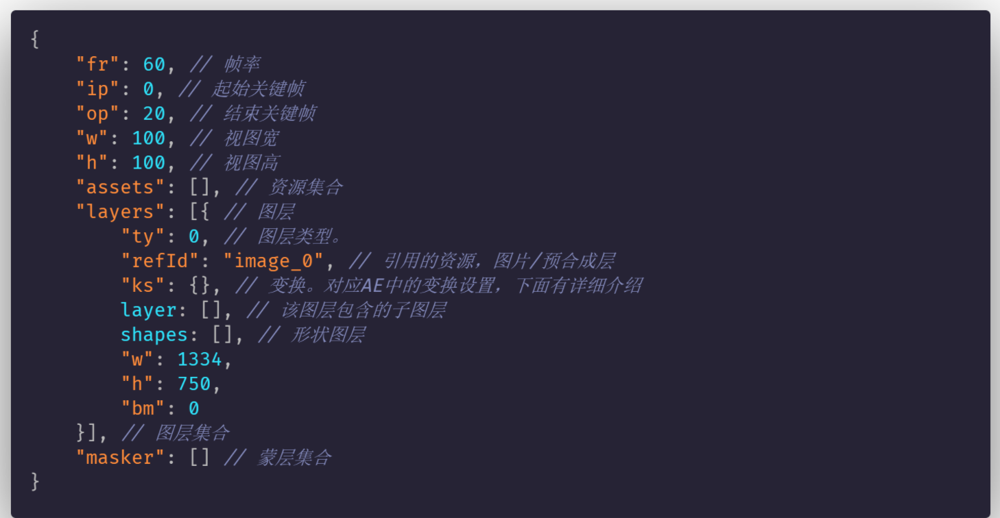 {
    "fr": 60, // 帧率
    "ip": 0, // 起始关键帧
    "op": 20, // 结束关键帧
    "w": 100, // 视图宽
    "h": 100, // 视图高
    "assets": [], // 资源集合
    "layers": [{ // 图层
        "ty": 0, // 图层类型。
        "refId": "image_0", // 引用的资源，图片/预合成层
        "ks": {}, // 变换。对应AE中的变换设置，下面有详细介绍
        layer: [], // 该图层包含的子图层
        shapes: [], // 形状图层
        "w": 1334,
        "h": 750,
        "bm": 0
    }], // 图层集合
    "masker": [] // 蒙层集合
}